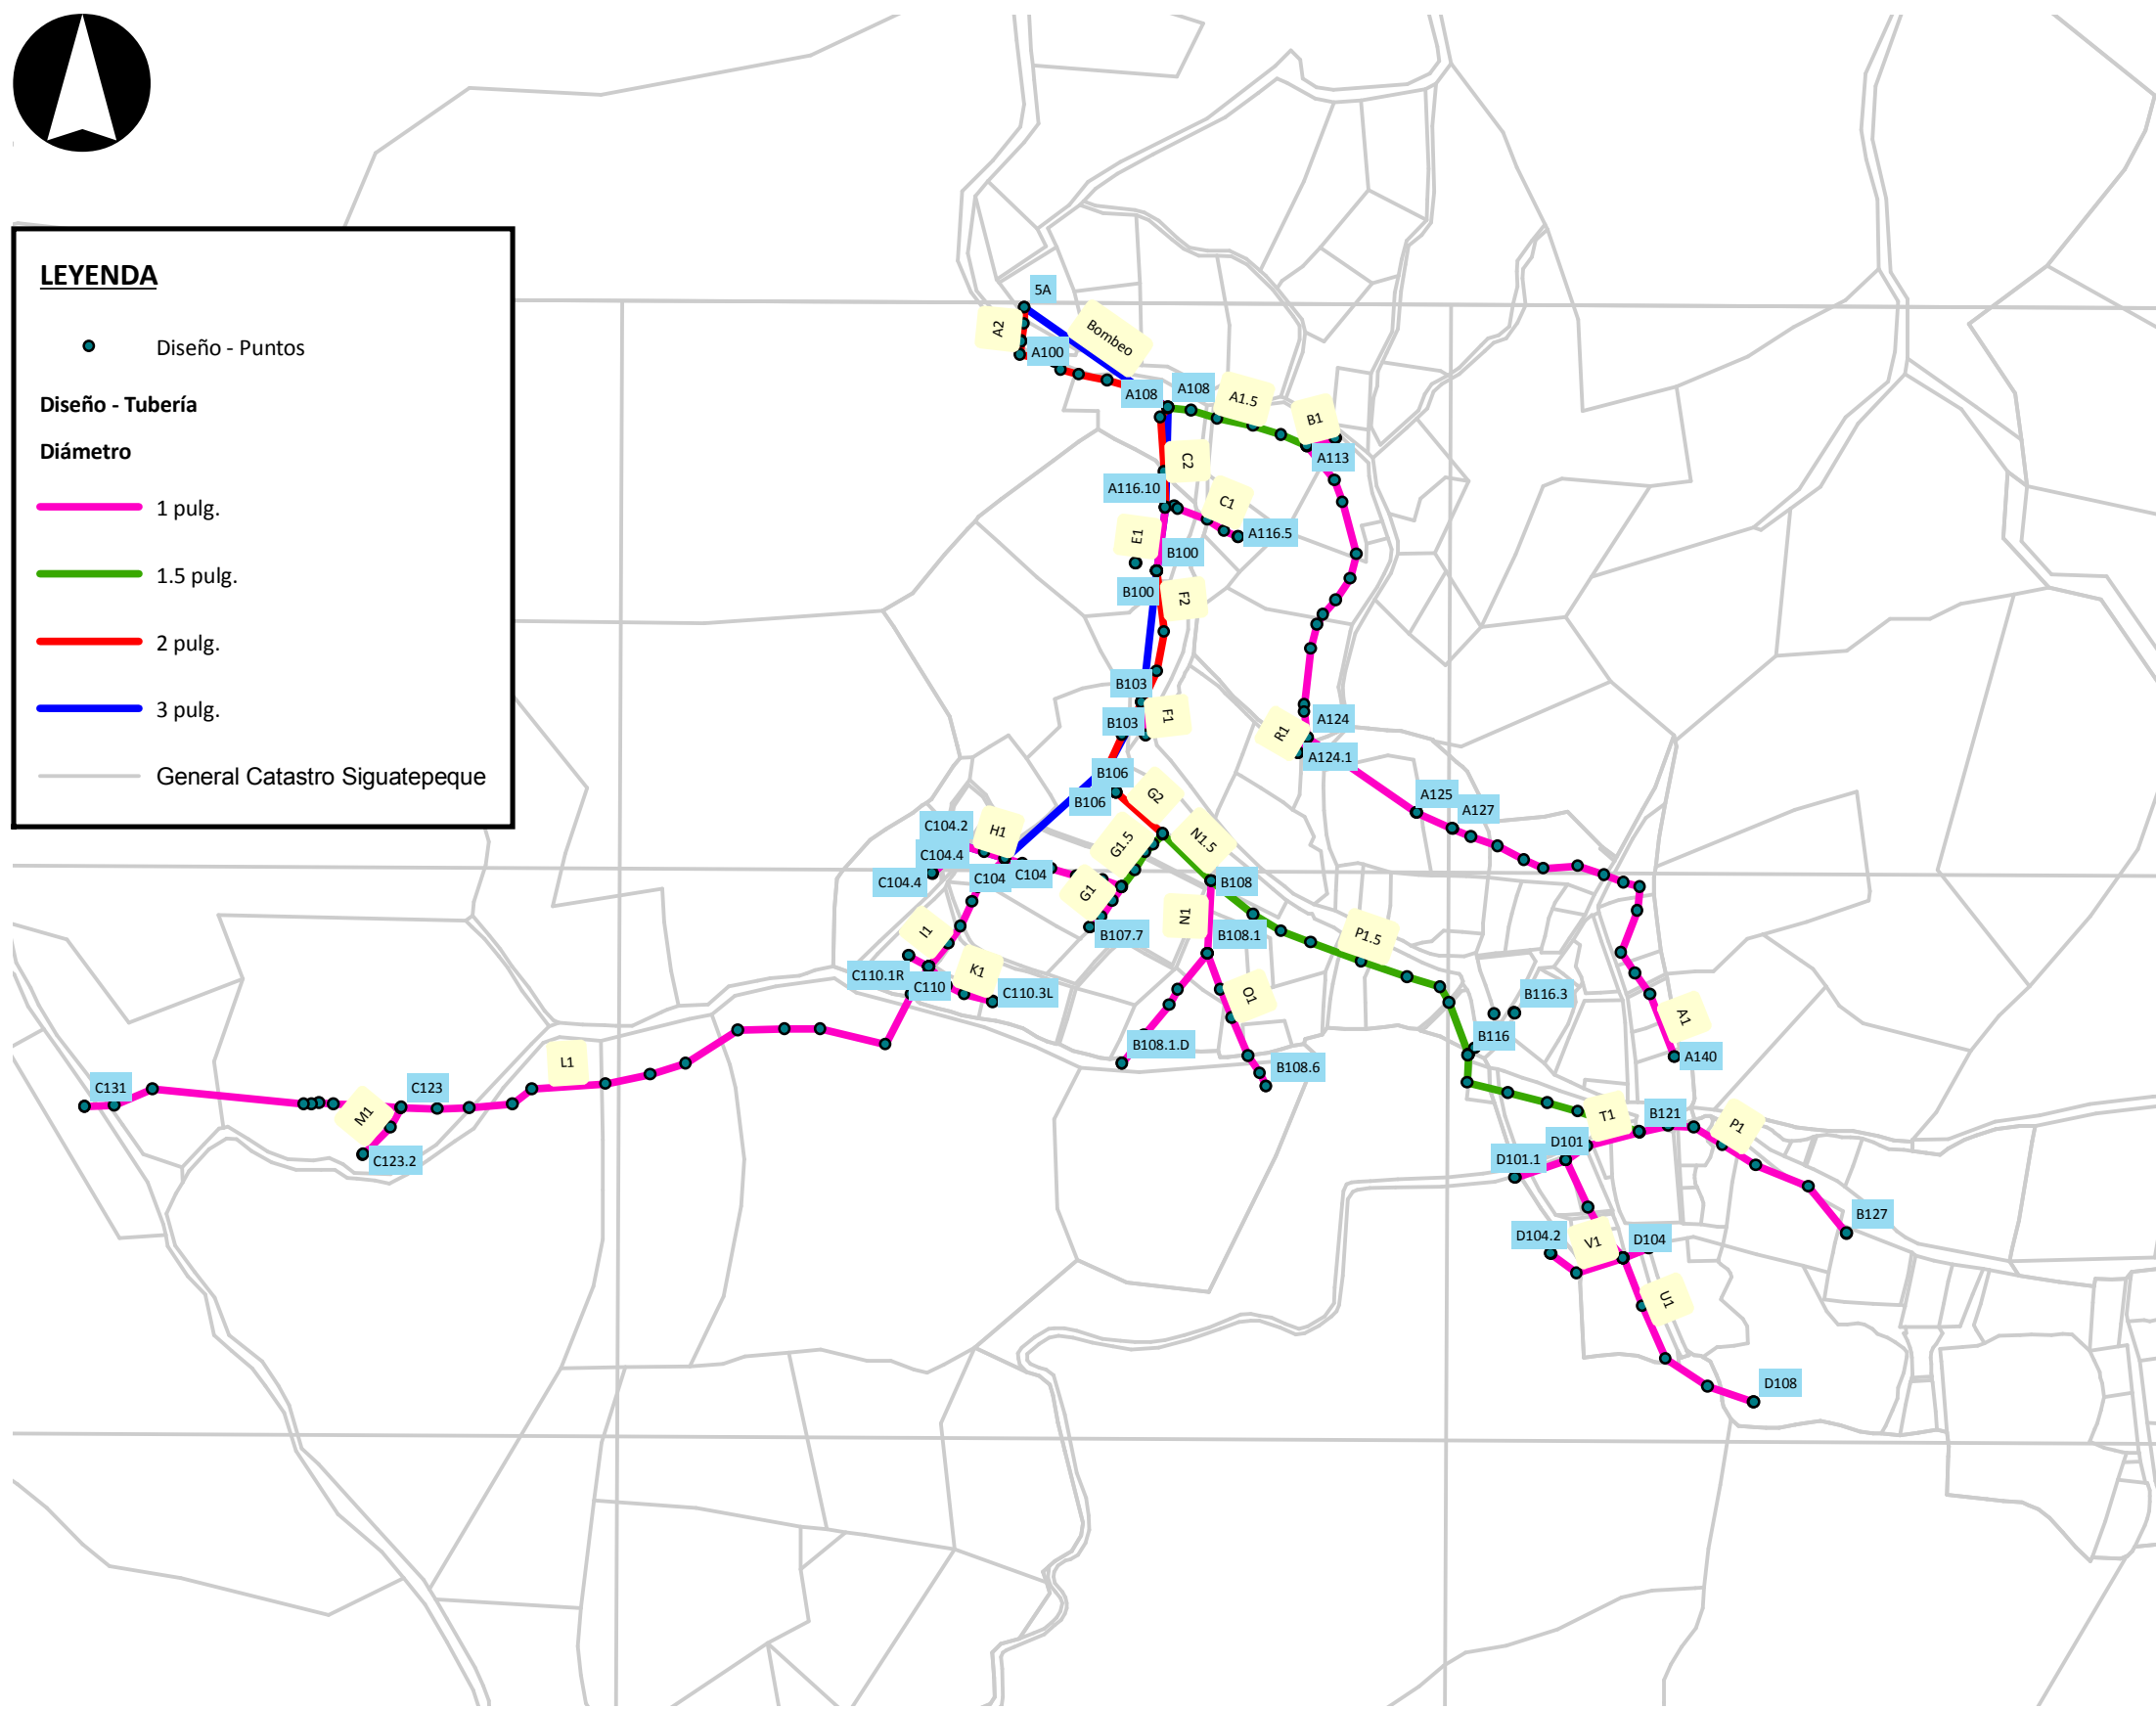 LEYENDA
Diseño - Puntos
Diseño - Tubería
Diámetro
1 pulg.
1.5 pulg.
2 pulg.
3 pulg.
General Catastro Siguatepeque
5A
A2
Bombeo
A100
A108
A108
A1.5
B1
A113
C2
A116.10
C1
A116.5
E1
B100
B100
F2
B103
B103
F1
A124
R1
A124.1
B106
B106
G2
A125
A127
C104.2
H1
C104.4
C104.4
C104
C104
G1.5
N1.5
G1
B108
B107.7
N1
B108.1
P1.5
I1
K1
C110.1R
C110
C110.3L
O1
B116.3
B116
A1
A140
B108.1.D
B108.6
L1
C131
C123
M1
C123.2
T1
B121
P1
D101
D101.1
B127
D104.2
V1
D104
U1
D108